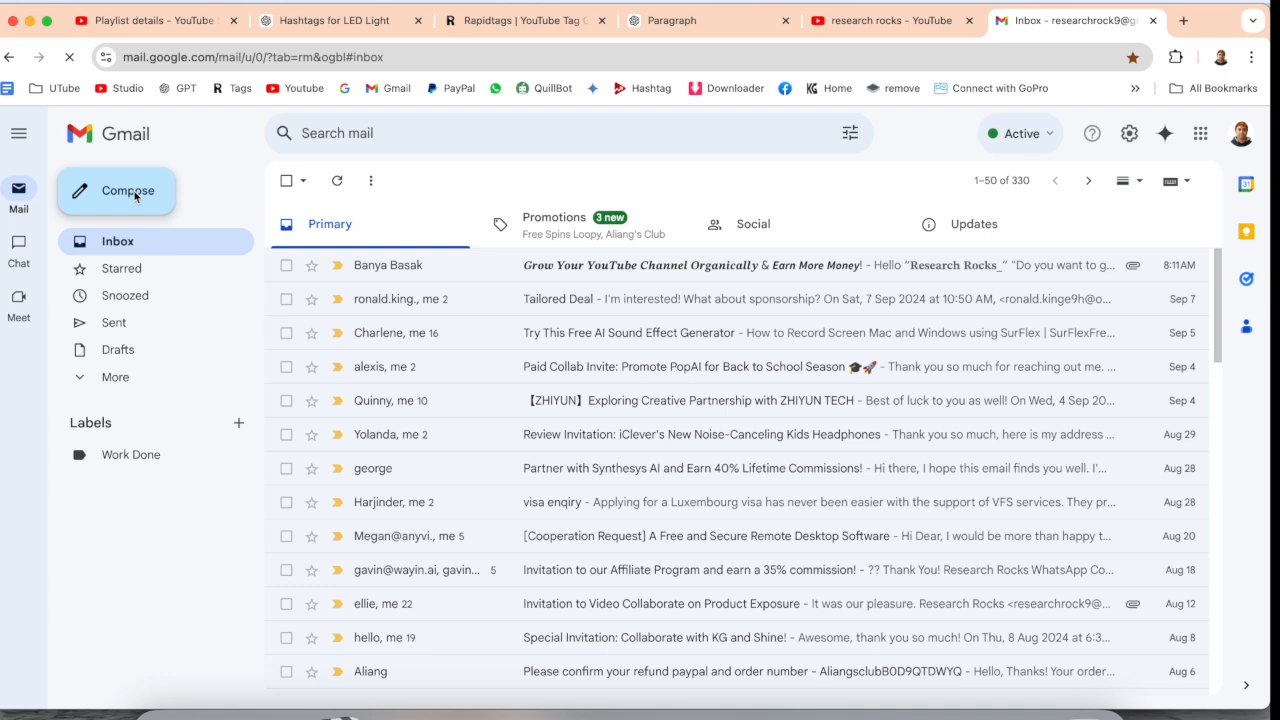 Playlist details - YouTube
Hashtags for LED Light
Rapidtags | YouTube Tag
Paragraph
research rocks - YouTube
Inbox - researchrock9@g
mail.google.com/mail/u/0/?tab=rm&ogbl#inbox
UTube Studio GPT Tags Youtube Gmail PayPal QuillBot Hashtag Downloader Home remove Connect with GoPro » All Bookmarks
Gmail
Search mail
Active
Compose
1–50 of 330
Mail
Chat
Meet
Inbox
Starred
Snoozed
Sent
Drafts
More
Labels
Work Done
Primary
Promotions 3 new
Free Spins Loopy, Aliang's Club
Social
Updates
Banya Basak Grow Your YouTube Channel Organically & Earn More Money! - Hello "Research Rocks_" "Do you want to g... 8:11 AM
ronald.king., me 2 Tailored Deal - I'm interested! What about sponsorship? On Sat, 7 Sep 2024 at 10:50 AM, <ronald.kinge9h@o... Sep 7
Charlene, me 16 Try This Free AI Sound Effect Generator - How to Record Screen Mac and Windows using SurFlex | SurFlexFre... Sep 5
alexis, me 2 Paid Collab Invite: Promote PopAI for Back to School Season 🎓🚀 - Thank you so much for reaching out me. ... Sep 4
Quinny, me 10 【ZHIYUN】Exploring Creative Partnership with ZHIYUN TECH - Best of luck to you as well! On Wed, 4 Sep 20... Sep 4
Yolanda, me 2 Review Invitation: iClever's New Noise-Canceling Kids Headphones - Thank you so much, here is my address ... Aug 29
george Partner with Synthesys AI and Earn 40% Lifetime Commissions! - Hi there, I hope this email finds you well. I'... Aug 28
Harjinder, me 2 visa enqiry - Applying for a Luxembourg visa has never been easier with the support of VFS services. They pr... Aug 28
Megan@anyvi., me 5 [Cooperation Request] A Free and Secure Remote Desktop Software - Hi Dear, I would be more than happy t... Aug 20
gavin@wayin.ai, gavin... 5 Invitation to our Affiliate Program and earn a 35% commission! - ?? Thank You! Research Rocks WhatsApp Co... Aug 18
ellie, me 22 Invitation to Video Collaborate on Product Exposure - It was our pleasure. Research Rocks <researchrock9@... Aug 12
hello, me 19 Special Invitation: Collaborate with KG and Shine! - Awesome, thank you so much! On Thu, 8 Aug 2024 at 6:3... Aug 8
Aliang Please confirm your refund paypal and order number - AliangsclubB0D9QTDWYQ - Hello, Thanks! Your order... Aug 6